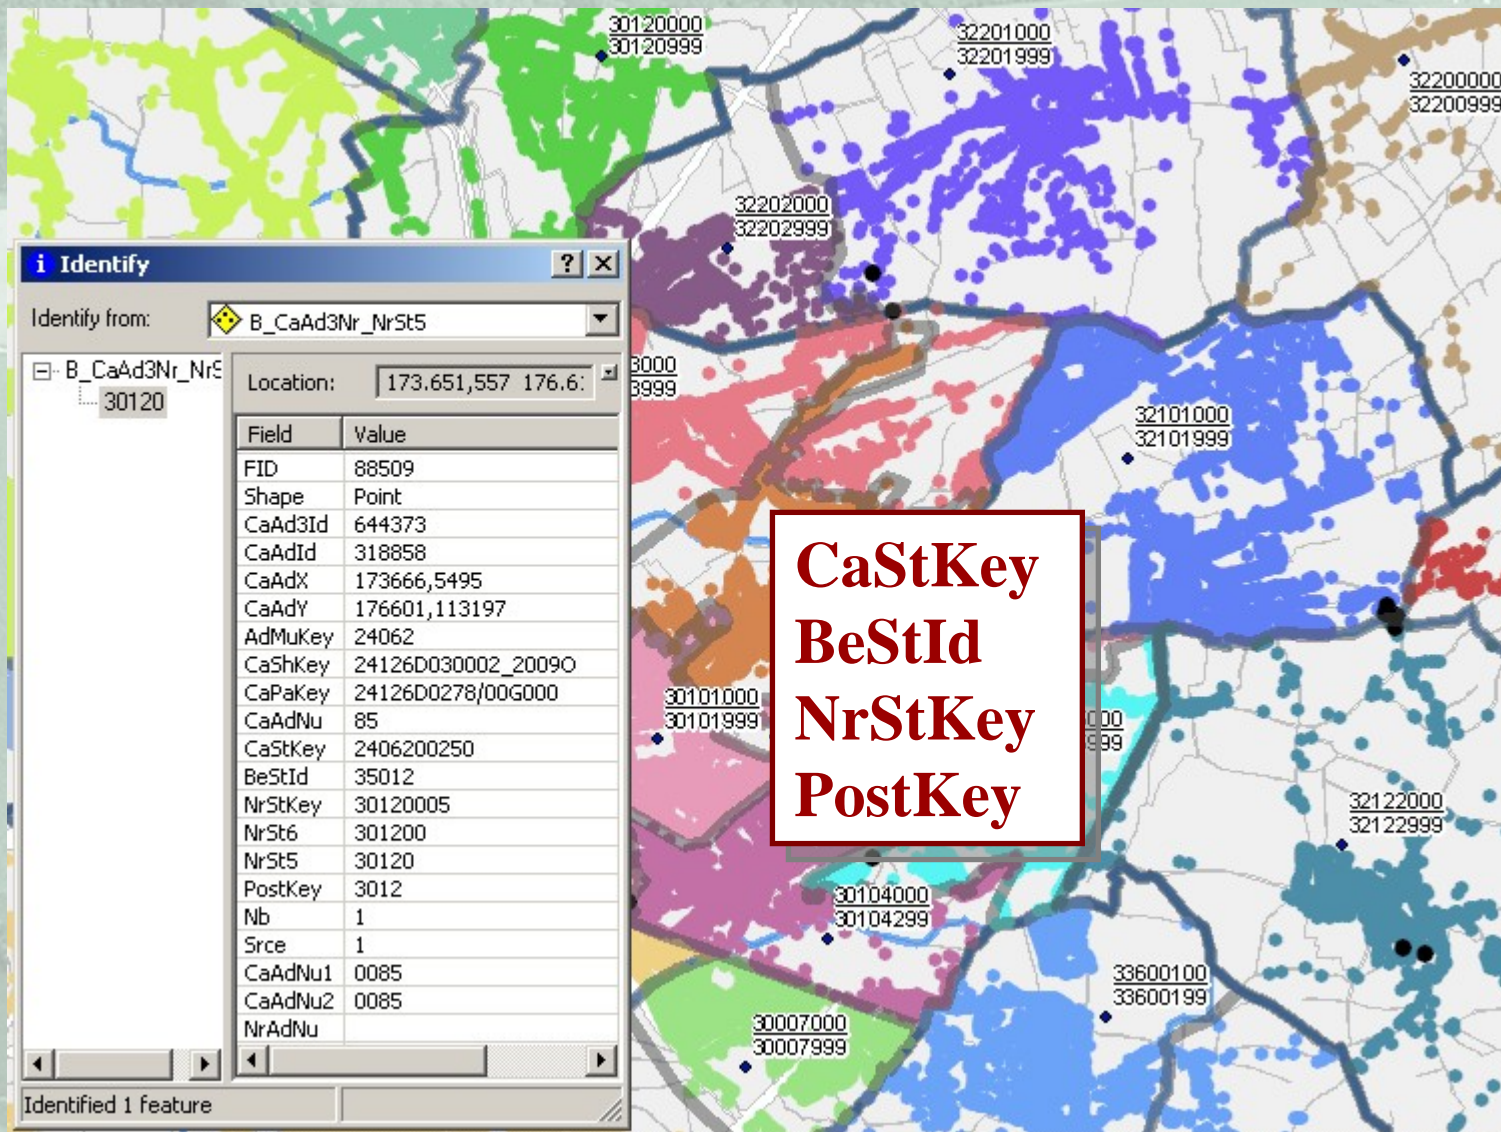 30120000
30120999
32201000
32201999
32200000
32200999
32202000
32202999
Identify
Identify from:
B_CaAd3Nr_NrSt5
B_CaAd3Nr_NrS
30120
Location:
173.651,557 176.6
Field Value
FID 88509
Shape Point
CaAd3Id 644373
CaAdId 318858
CaAdX 173666,5495
CaAdY 176601,113197
AdMuKey 24062
CaShKey 24126D030002_2009O
CaPaKey 24126D0278/00G000
CaAdNu 85
CaStKey 2406200250
BeStId 35012
NrStKey 30120005
NrSt6 301200
NrSt5 30120
PostKey 3012
Nb 1
Srce 1
CaAdNu1 0085
CaAdNu2 0085
NrAdNu
Identified 1 feature
3000
3999
32101000
32101999
CaStKey
BeStId
NrStKey
PostKey
30101000
30101999
000
999
32122000
32122999
30104000
30104299
33600100
33600199
30007000
30007999